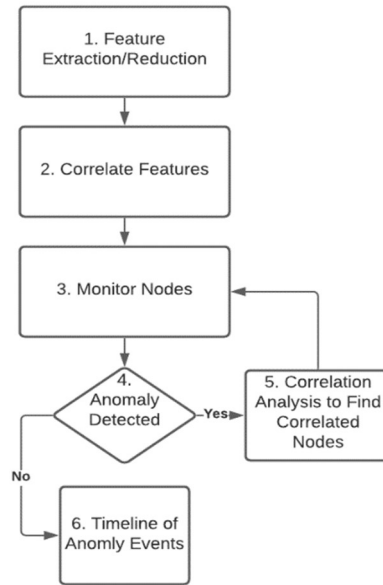 1. Feature
Extraction/Reduction
2. Correlate Features
3. Monitor Nodes
4.
Anomaly
Detected
Yes
5. Correlation
Analysis to Find
Correlated
Nodes
No
6. Timeline of
Anomly Events